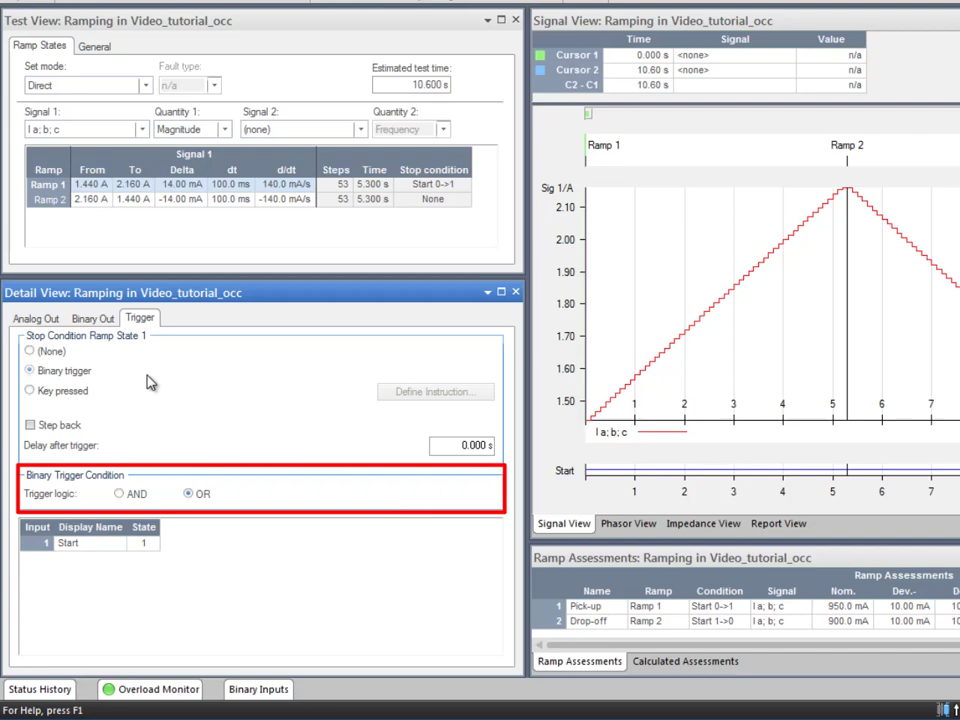 Test View: Ramping in Video_tutorial_occ
Ramp States General
Set mode: Fault type: Estimated test time:
Direct n/a 10.600 s
Signal 1: Quantity 1: Signal 2: Quantity 2:
I a; b; c Magnitude (none) Frequency
Signal 1
Ramp From To Delta dt d/dt Steps Time Stop condition
Ramp 1 1.440 A 2.160 A 14.00 mA 100.0 ms 140.0 mA/s 53 5.300 s Start 0->1
Ramp 2 2.160 A 1.440 A -14.00 mA 100.0 ms -140.0 mA/s 53 5.300 s None
Detail View: Ramping in Video_tutorial_occ
Analog Out Binary Out Trigger
Stop Condition Ramp State 1
(None)
Binary trigger
Key pressed Define Instruction...
Step back
Delay after trigger: 0.000 s
Binary Trigger Condition
Trigger logic: AND OR
Input Display Name State
1 Start 1
Signal View: Ramping in Video_tutorial_occ
Time Signal Value
Cursor 1 0.000 s <none> n/a
Cursor 2 10.60 s <none> n/a
C2 - C1 10.60 s n/a
Ramp 1 Ramp 2
Sig 1/A
2.10
2.00
1.90
1.80
1.70
1.60
1.50
1 2 3 4 5 6 7
I a; b; c
Start
1 2 3 4 5 6 7
Signal View Phasor View Impedance View Report View
Ramp Assessments: Ramping in Video_tutorial_occ
Ramp Assessments
Name Ramp Condition Signal Nom. Dev.-
1 Pick-up Ramp 1 Start 0->1 I a; b; c 950.0 mA 10.00 mA
2 Drop-off Ramp 2 Start 1->0 I a; b; c 900.0 mA 10.00 mA
Ramp Assessments Calculated Assessments
Status History Overload Monitor Binary Inputs
For Help, press F1